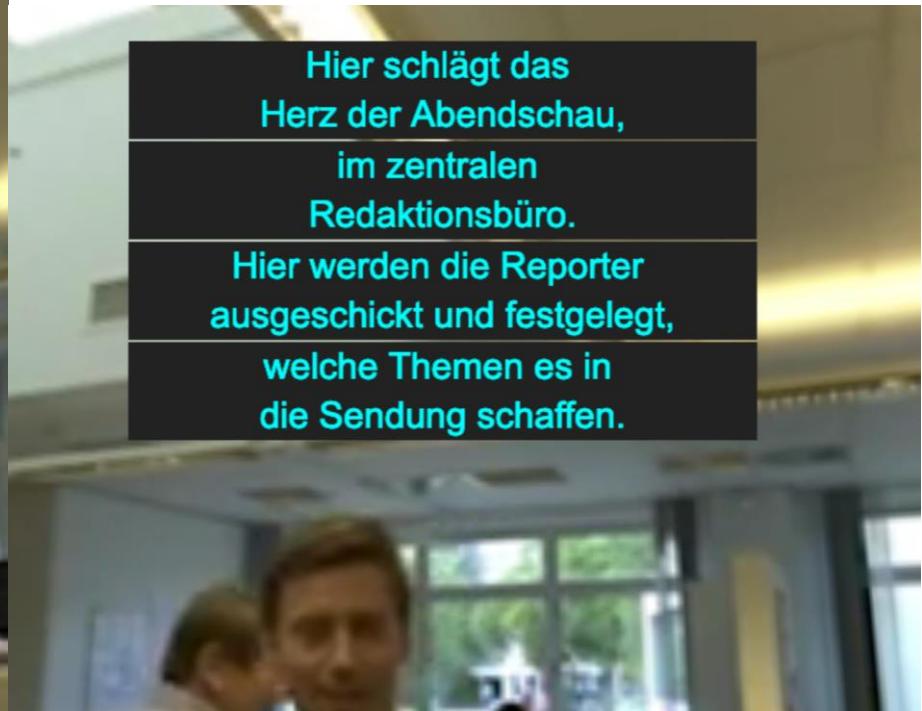 Hier schlägt das
Herz der Abendschau,
im zentralen
Redaktionsbüro.
Hier werden die Reporter
ausgeschickt und festgelegt,
welche Themen es in
die Sendung schaffen.